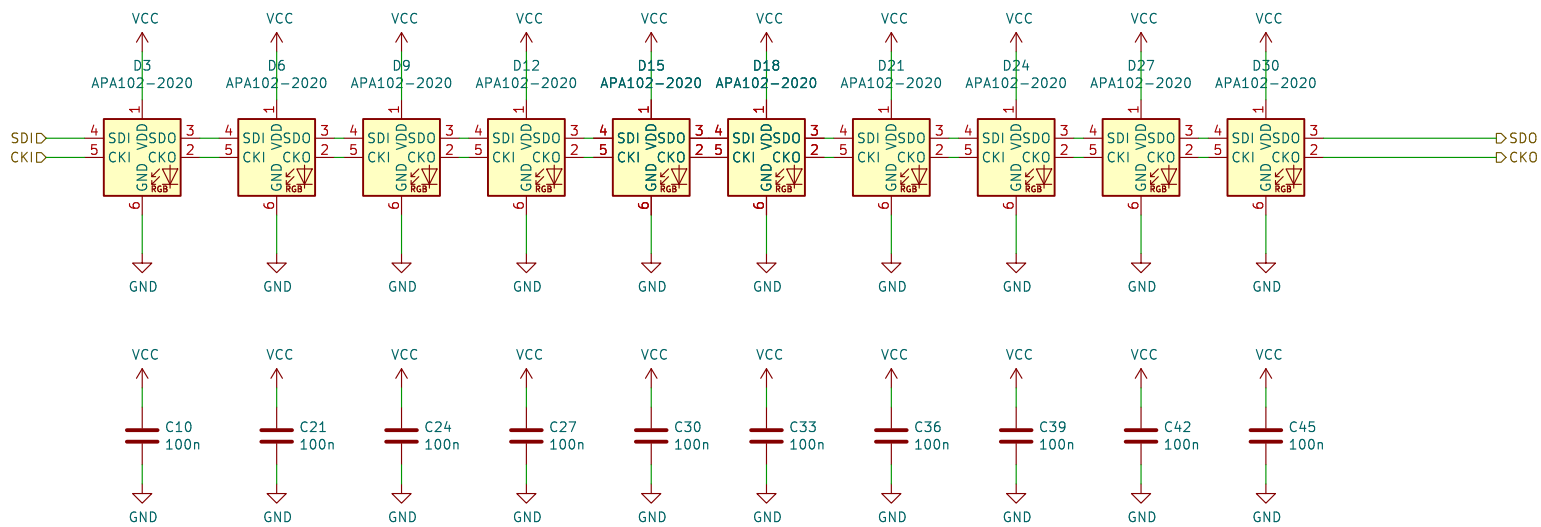 VCC VCC VCC VCC VCC VCC VCC VCC VCC VCC
D3 D6 D9 D12 D15 D18 D21 D24 D27 D30
APA102-2020 APA102-2020 APA102-2020 APA102-2020 APA102-2020 APA102-2020 APA102-2020 APA102-2020 APA102-2020 APA102-2020
1 1 1 1 1 1 1 1 1 1
SDI 4 SDI VDD SDO 3 4 SDI VDD SDO 3 4 SDI VDD SDO 3 4 SDI VDD SDO 3 4 SDI VDD SDO 3 4 SDI VDD SDO 3 4 SDI VDD SDO 3 4 SDI VDD SDO 3 4 SDI VDD SDO 3 4 SDI VDD SDO 3 SDO
CKI 5 CKI CKO 2 5 CKI CKO 2 5 CKI CKO 2 5 CKI CKO 2 5 CKI CKO 2 5 CKI CKO 2 5 CKI CKO 2 5 CKI CKO 2 5 CKI CKO 2 5 CKI CKO 2 CKO
GND RGB GND RGB GND RGB GND RGB GND RGB GND RGB GND RGB GND RGB GND RGB GND RGB
6 6 6 6 6 6 6 6 6 6
GND GND GND GND GND GND GND GND GND GND
VCC VCC VCC VCC VCC VCC VCC VCC VCC VCC
C10 C21 C24 C27 C30 C33 C36 C39 C42 C45
100n 100n 100n 100n 100n 100n 100n 100n 100n 100n
GND GND GND GND GND GND GND GND GND GND